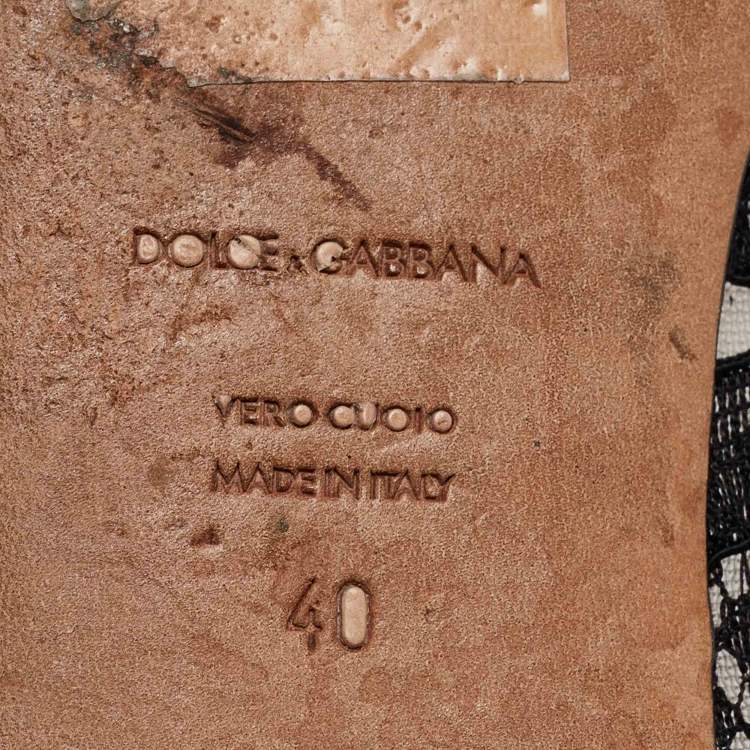 DOLCE & GABBANA
VERO CUOIO
MADE IN ITALY
40